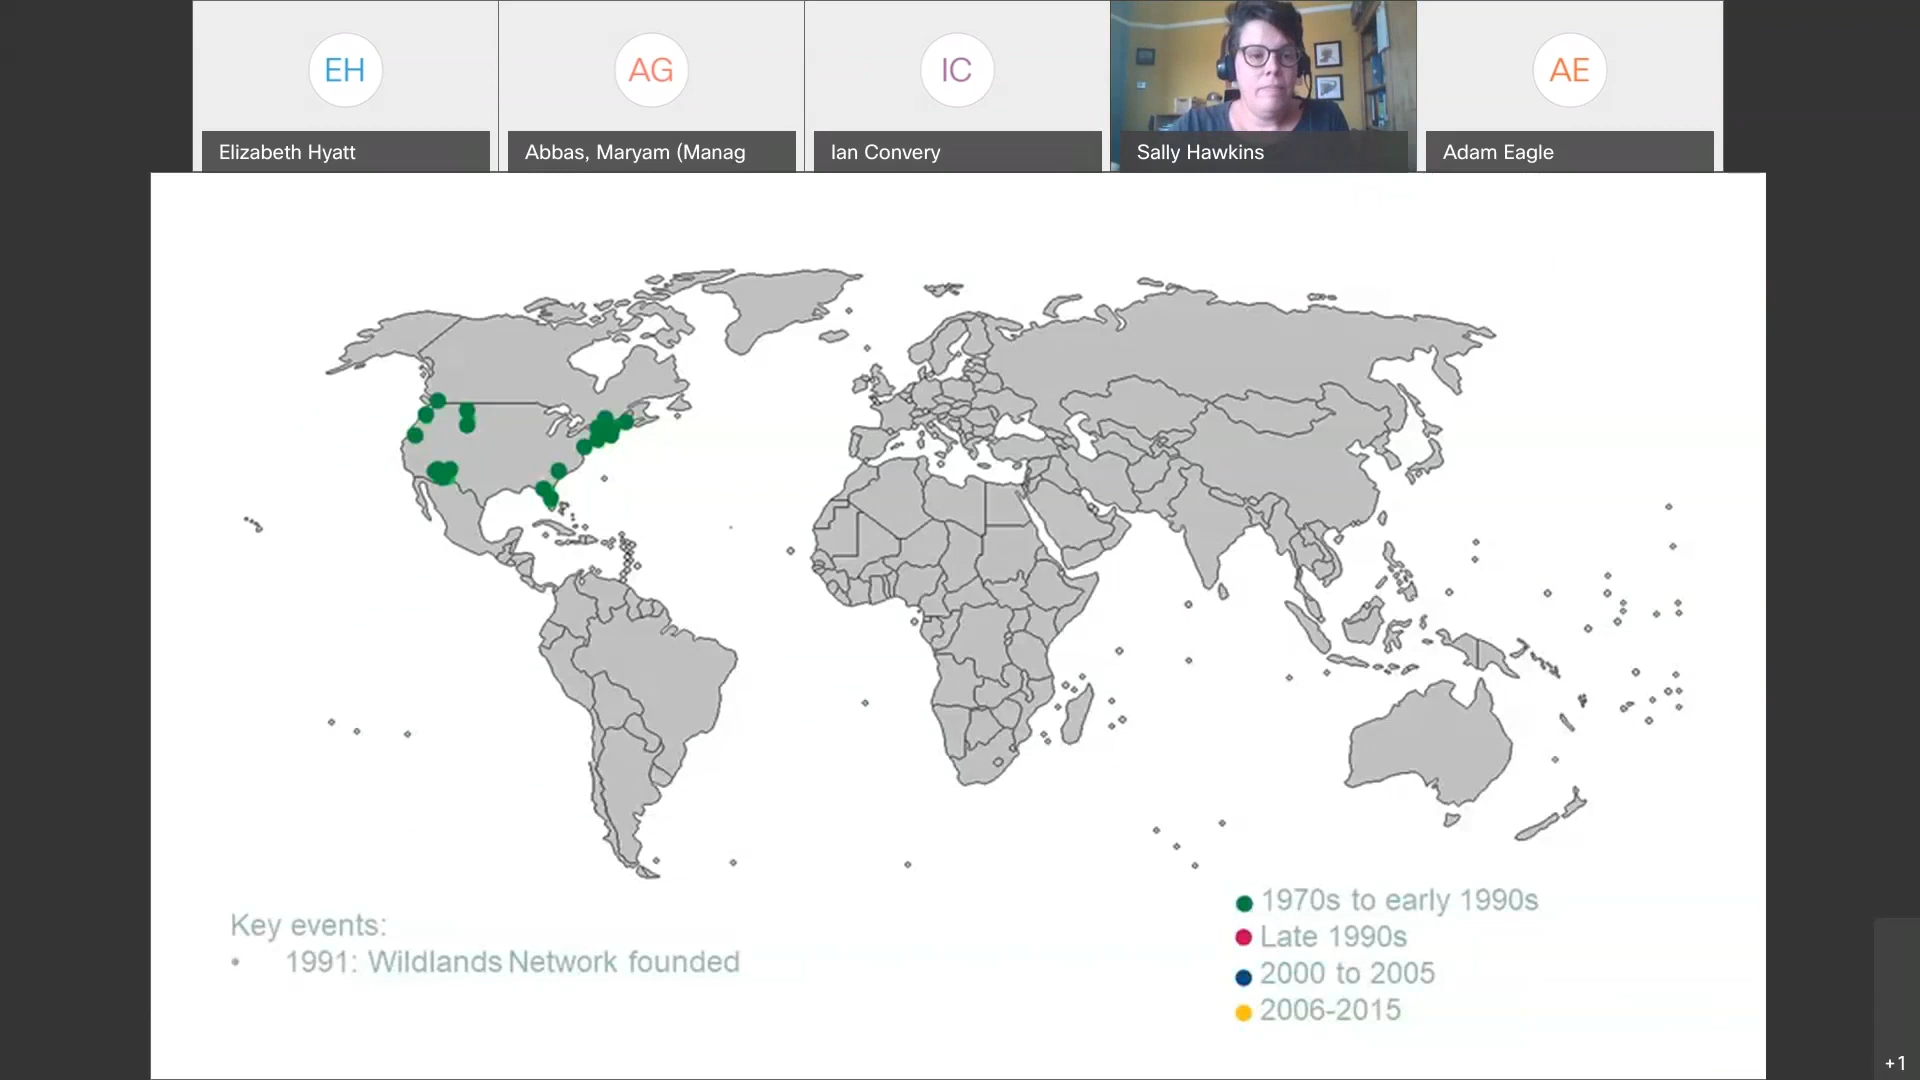 EH
AG
IC
AE
Elizabeth Hyatt
Abbas, Maryam (Manag
Ian Convery
Sally Hawkins
Adam Eagle
Key events:
• 1991: Wildlands Network founded
1970s to early 1990s
Late 1990s
2000 to 2005
2006-2015
+1